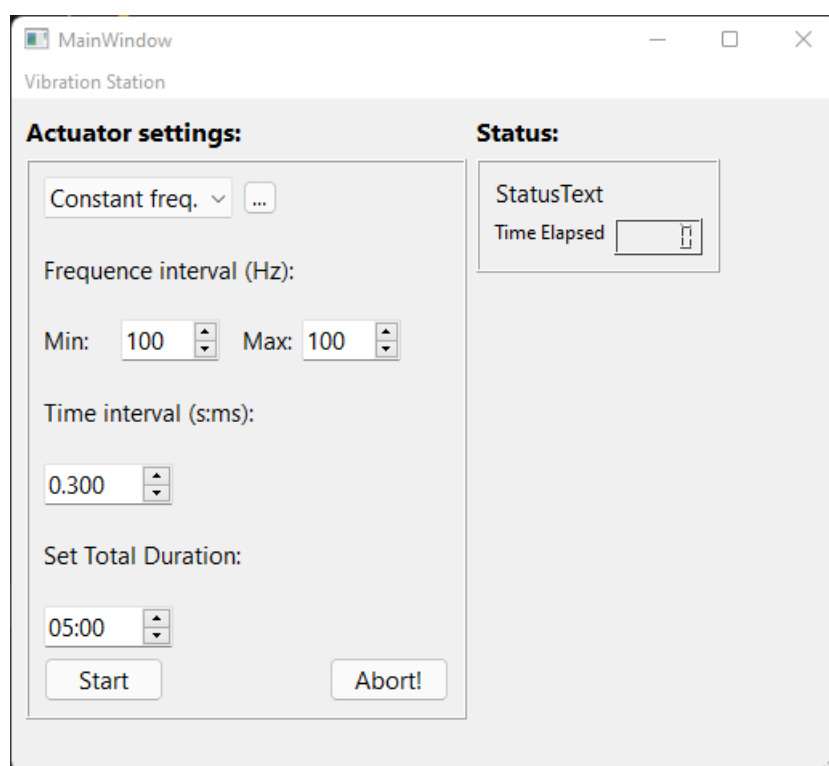 MainWindow
Vibration Station
Actuator settings:
Constant freq. ...
Frequence interval (Hz):
Min: 100 Max: 100
Time interval (s:ms):
0.300
Set Total Duration:
05:00
Start Abort!
Status:
StatusText
Time Elapsed 0